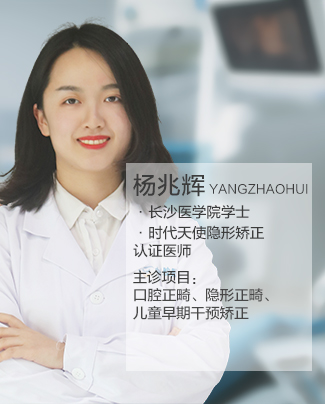 杨兆辉 YANGZHAOHUI
· 长沙医学院学士
· 时代天使隐形矫正
认证医师
主诊项目：
口腔正畸、隐形正畸、
儿童早期干预矫正